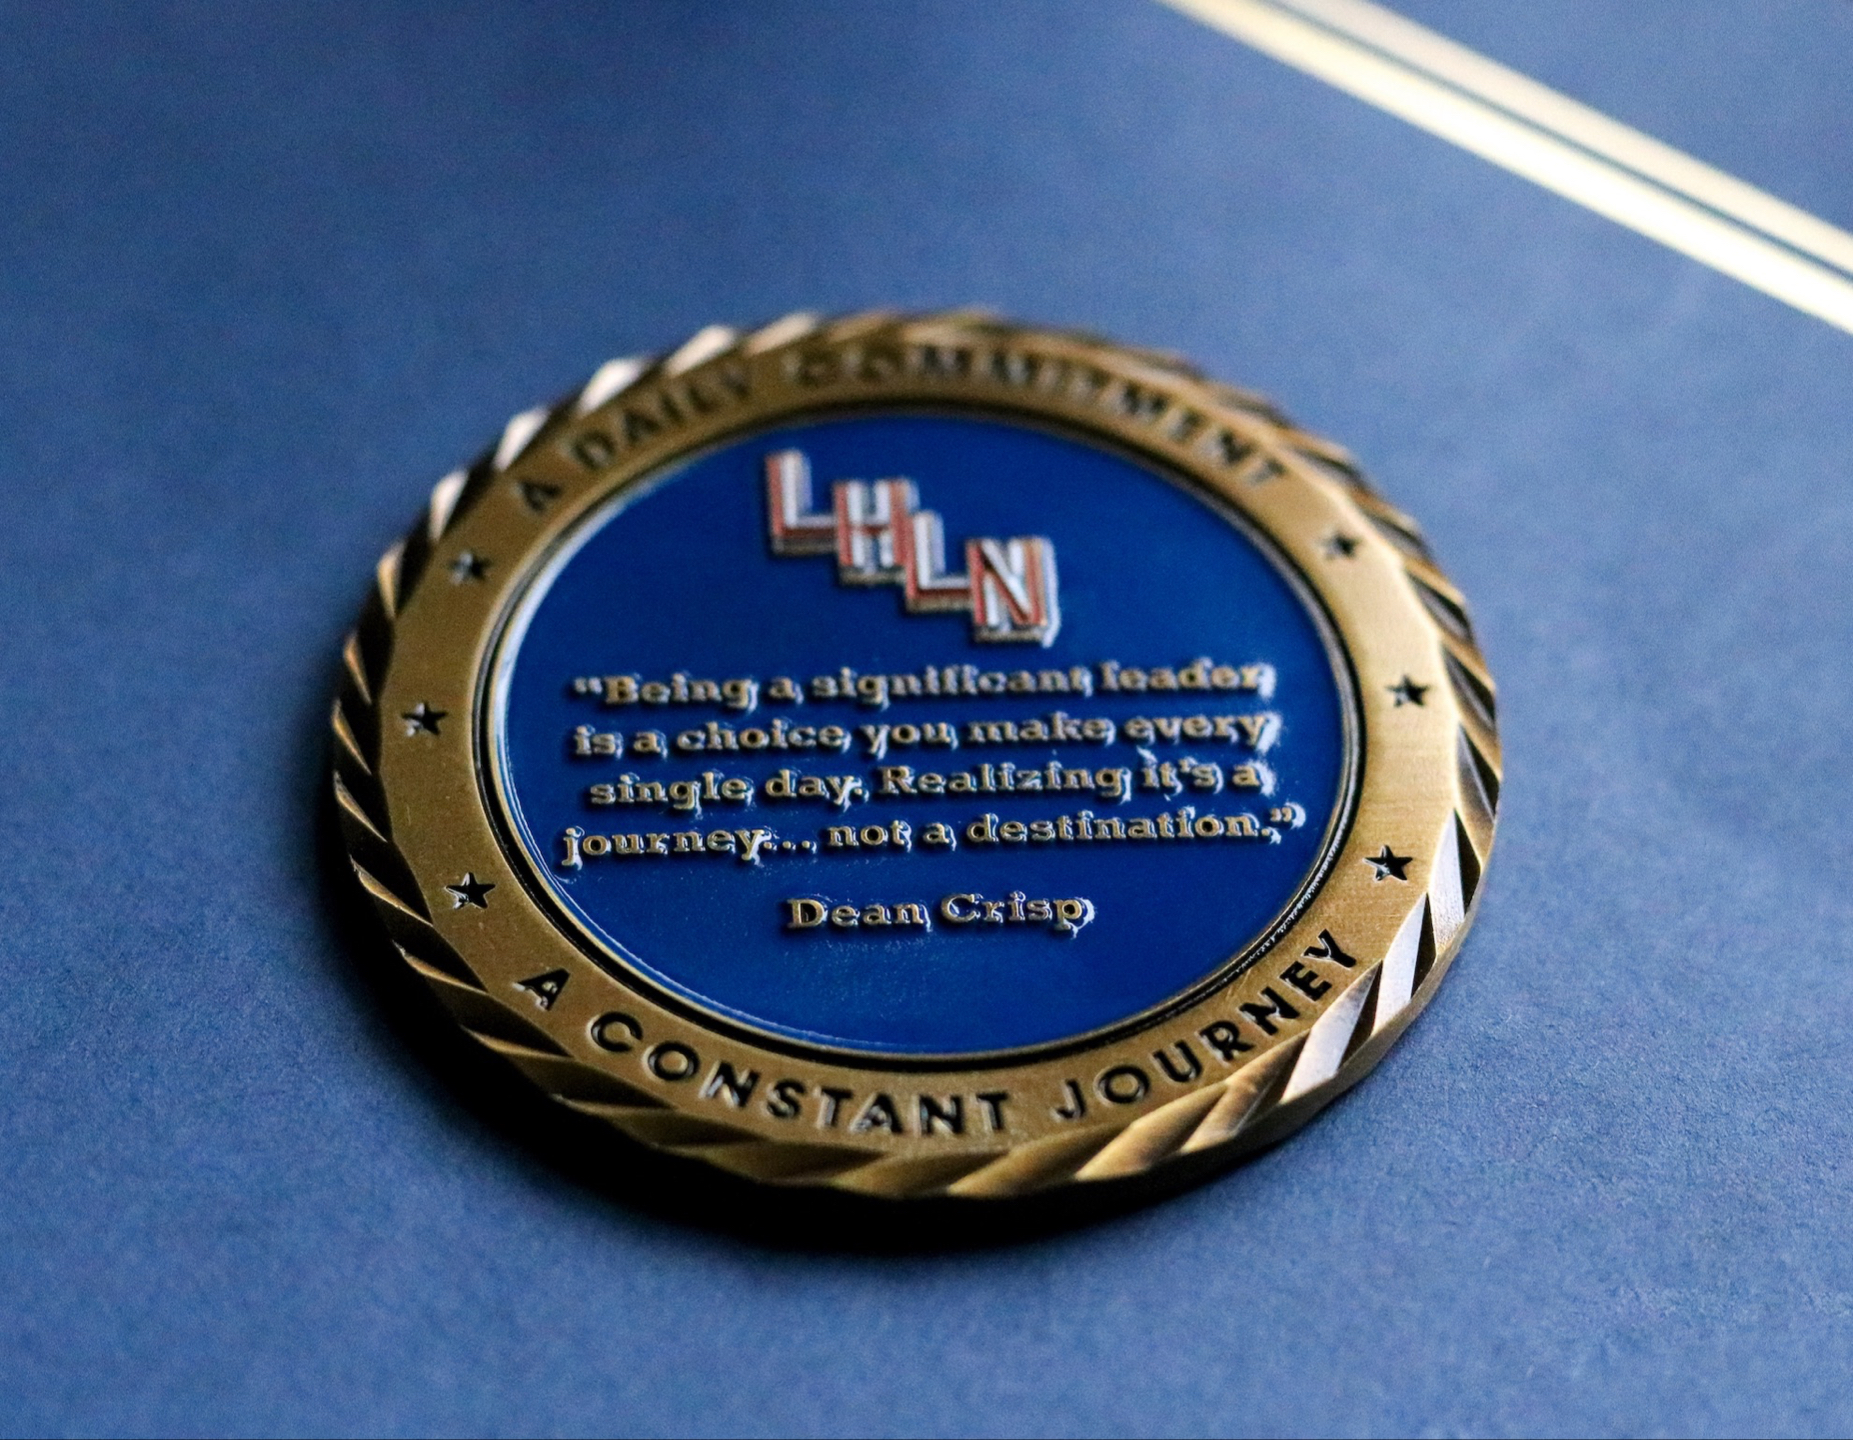 A DAILY COMMITMENT
LHLN
“Being a significant leader
is a choice you make every
single day. Realizing it's a
journey... not a destination.”
Dean Crisp
A CONSTANT JOURNEY